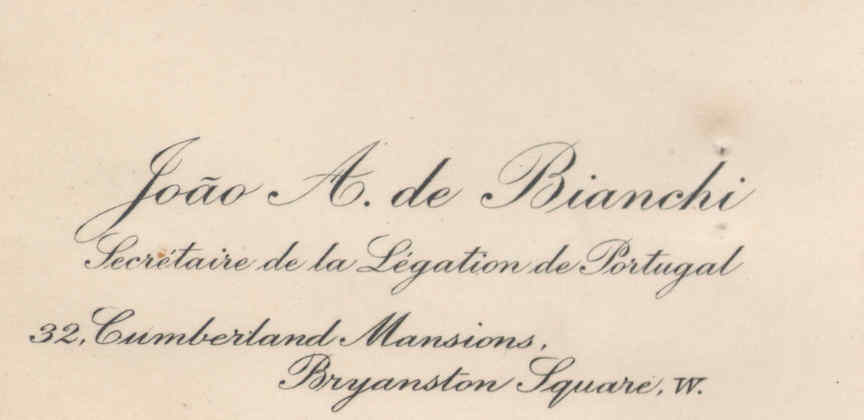 João A. de Bianchi
Secrétaire de la Légation de Portugal
32, Cumberland Mansions,
Bryanston Square, W.